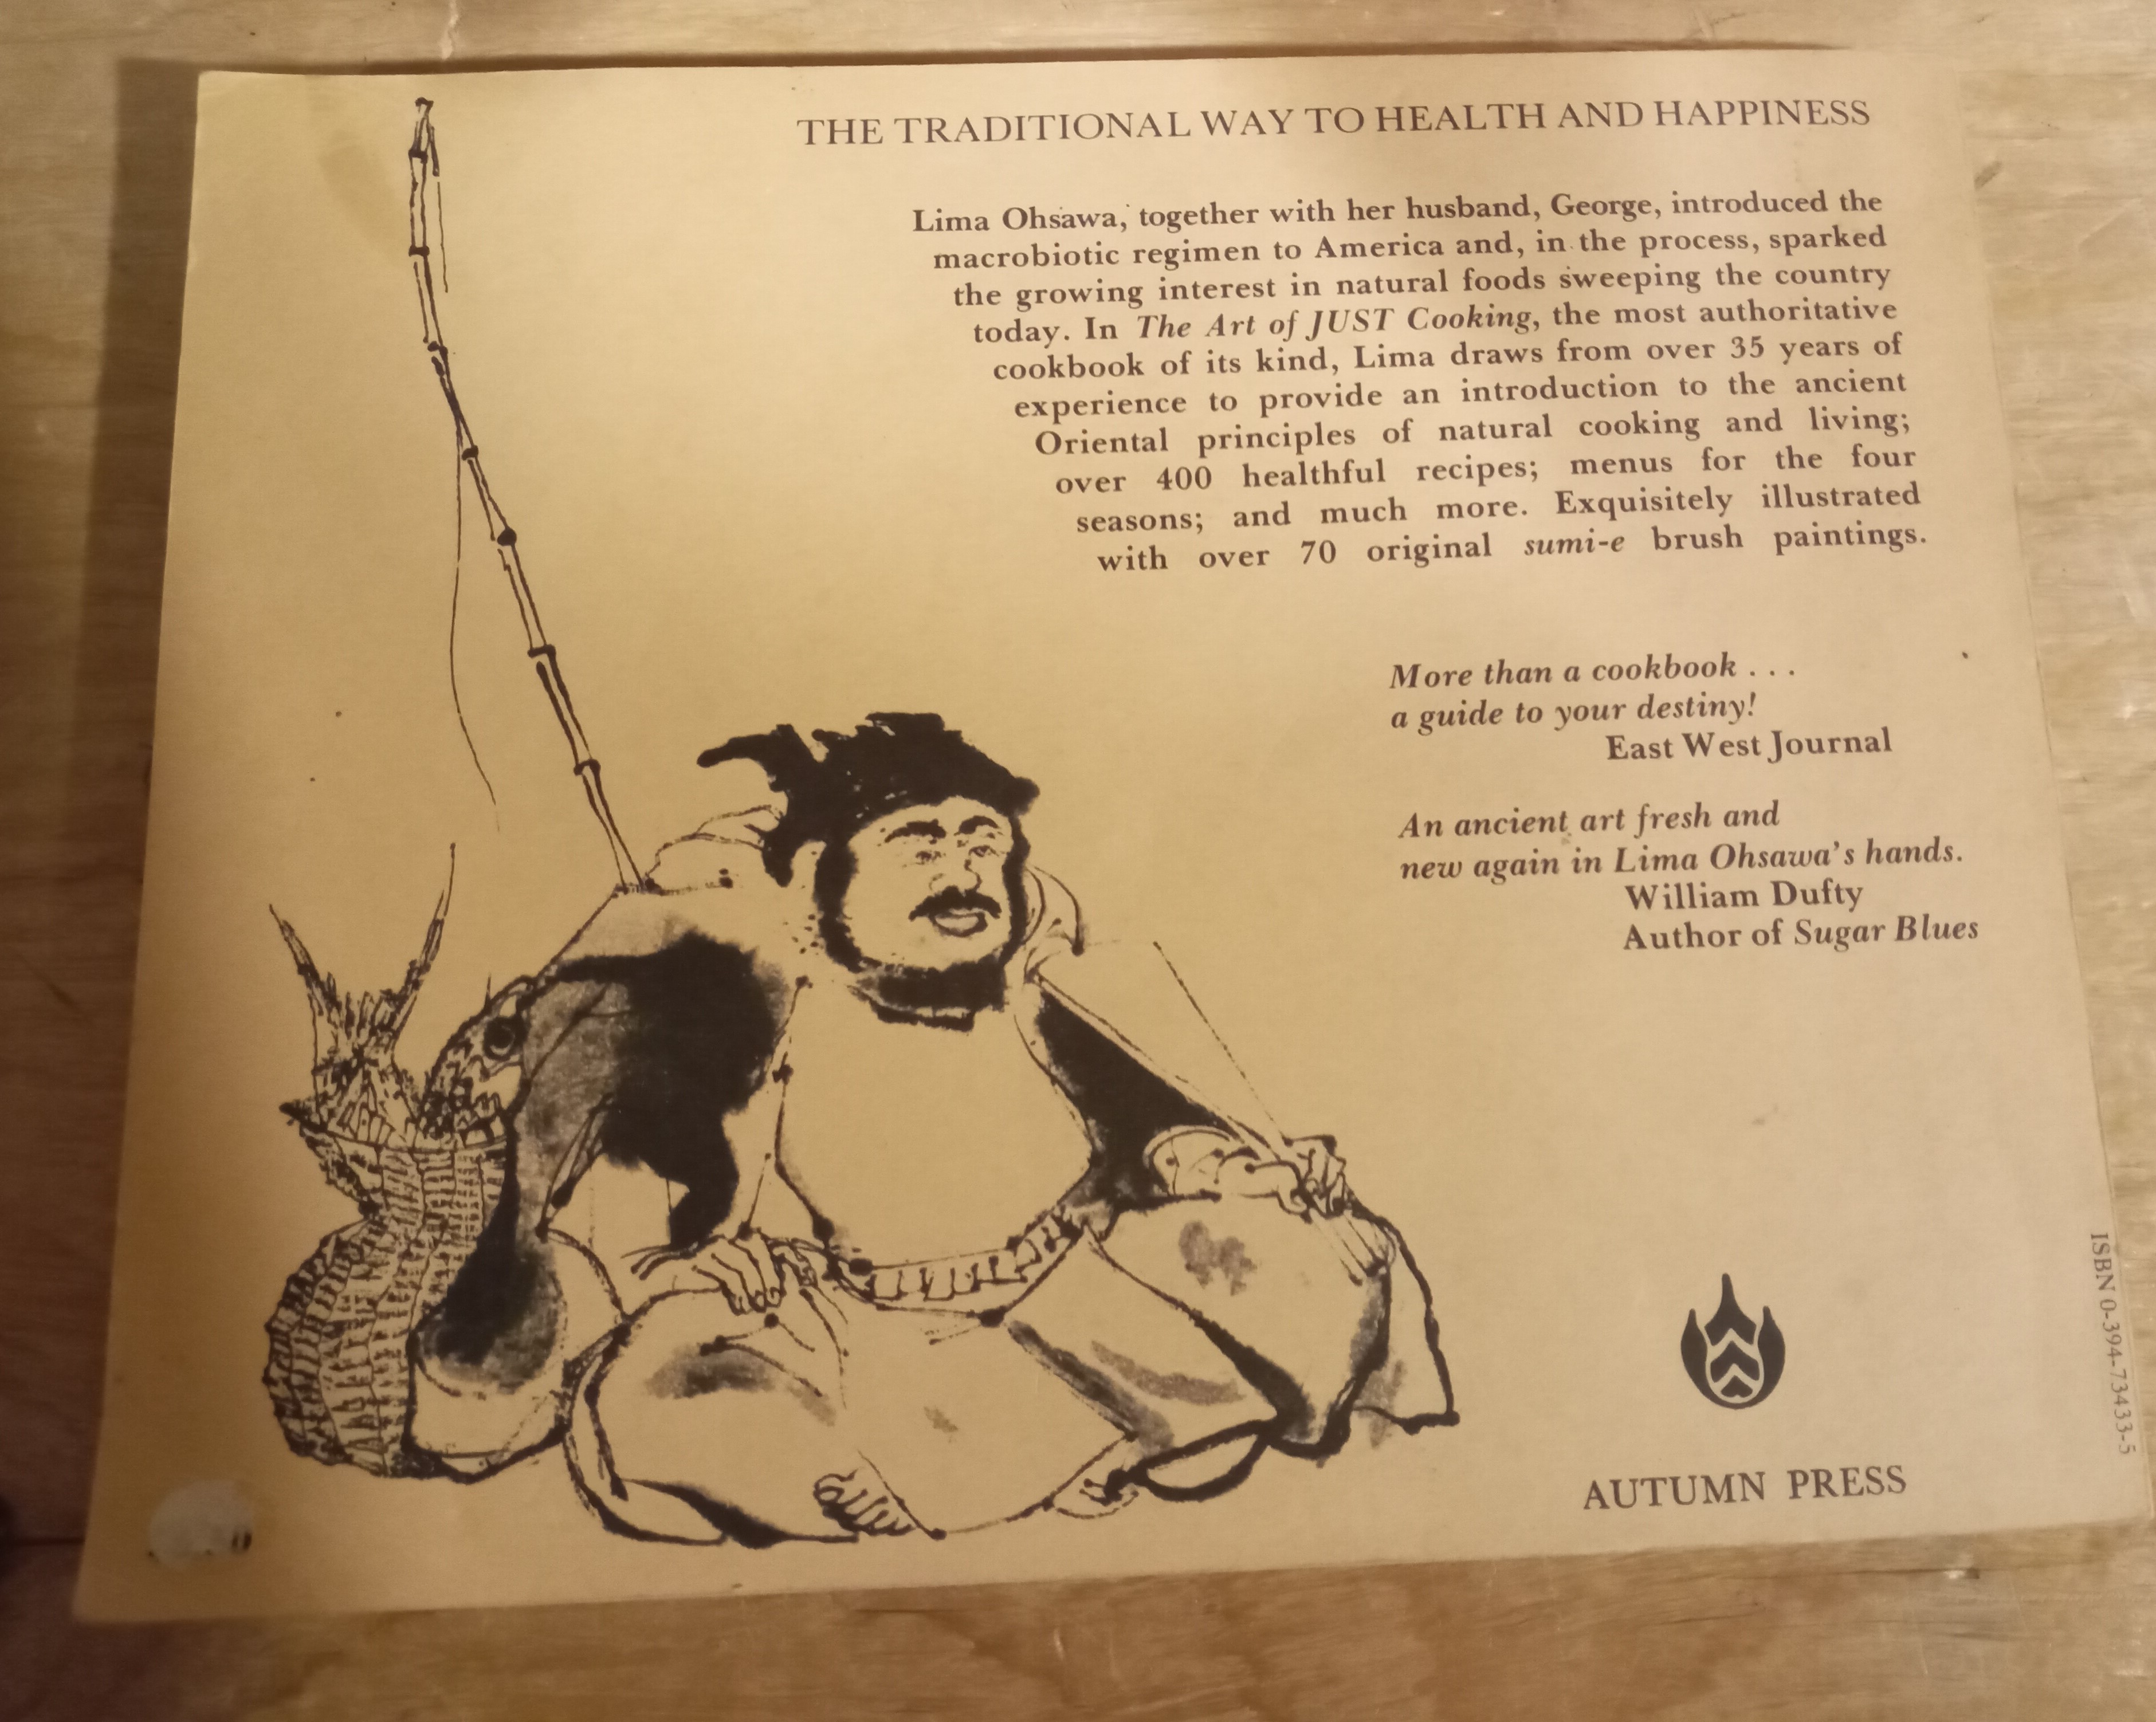 THE TRADITIONAL WAY TO HEALTH AND HAPPINESS
Lima Ohsawa, together with her husband, George, introduced the
macrobiotic regimen to America and, in the process, sparked
the growing interest in natural foods sweeping the country
today. In The Art of JUST Cooking, the most authoritative
cookbook of its kind, Lima draws from over 35 years of
experience to provide an introduction to the ancient
Oriental principles of natural cooking and living;
over 400 healthful recipes; menus for the four
seasons; and much more. Exquisitely illustrated
with over 70 original sumi-e brush paintings.
More than a cookbook . . .
a guide to your destiny!
East West Journal
An ancient art fresh and
new again in Lima Ohsawa's hands.
William Dufty
Author of Sugar Blues
AUTUMN PRESS
ISBN 0-394-73433-5